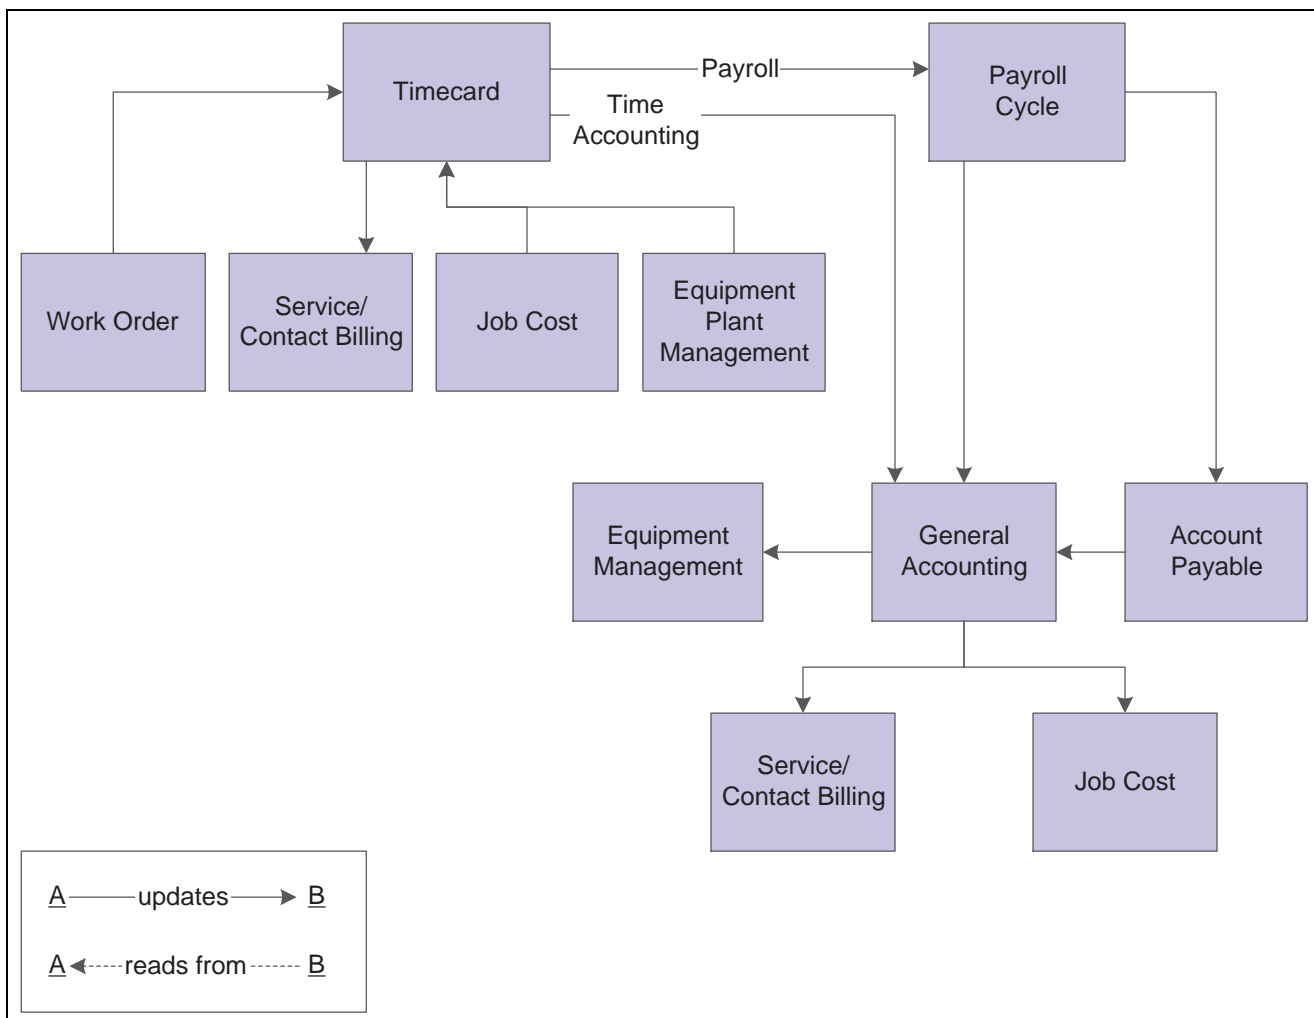 Timecard
Payroll
Payroll
Cycle
Time
Accounting
Work Order
Service/
Contact Billing
Job Cost
Equipment
Plant
Management
Equipment
Management
General
Accounting
Account
Payable
Service/
Contact Billing
Job Cost
A updates B
A reads from B